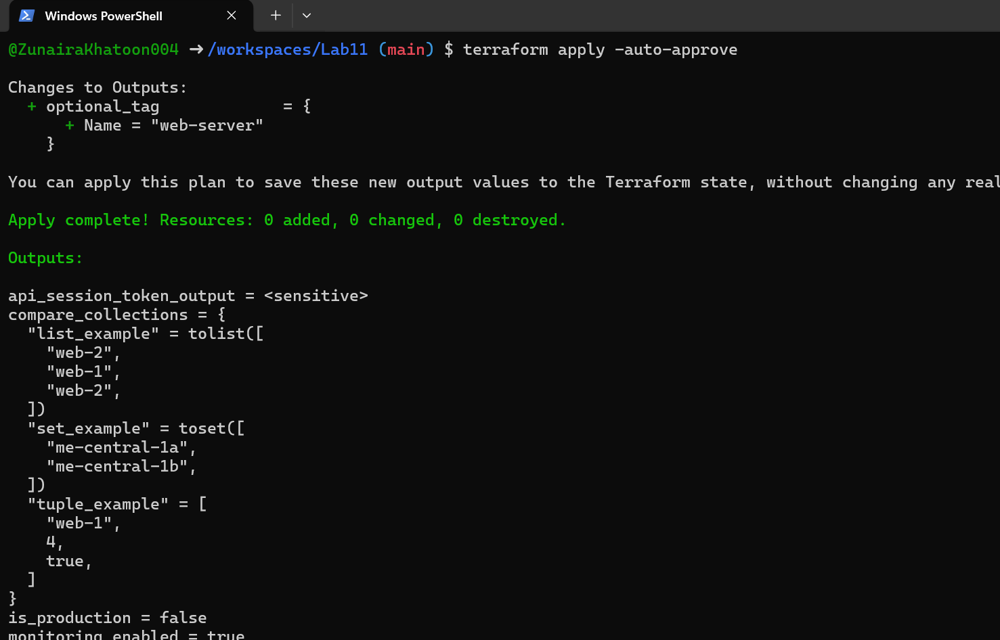 Windows PowerShell
@ZunairaKhatoon004 ➜ /workspaces/Lab11 (main) $ terraform apply -auto-approve
Changes to Outputs:
  + optional_tag             = {
      + Name = "web-server"
    }
You can apply this plan to save these new output values to the Terraform state, without changing any real
Apply complete! Resources: 0 added, 0 changed, 0 destroyed.
Outputs:
api_session_token_output = <sensitive>
compare_collections = {
  "list_example" = tolist([
    "web-2",
    "web-1",
    "web-2",
  ])
  "set_example" = toset([
    "me-central-1a",
    "me-central-1b",
  ])
  "tuple_example" = [
    "web-1",
    4,
    true,
  ]
}
is_production = false
monitoring_enabled = true